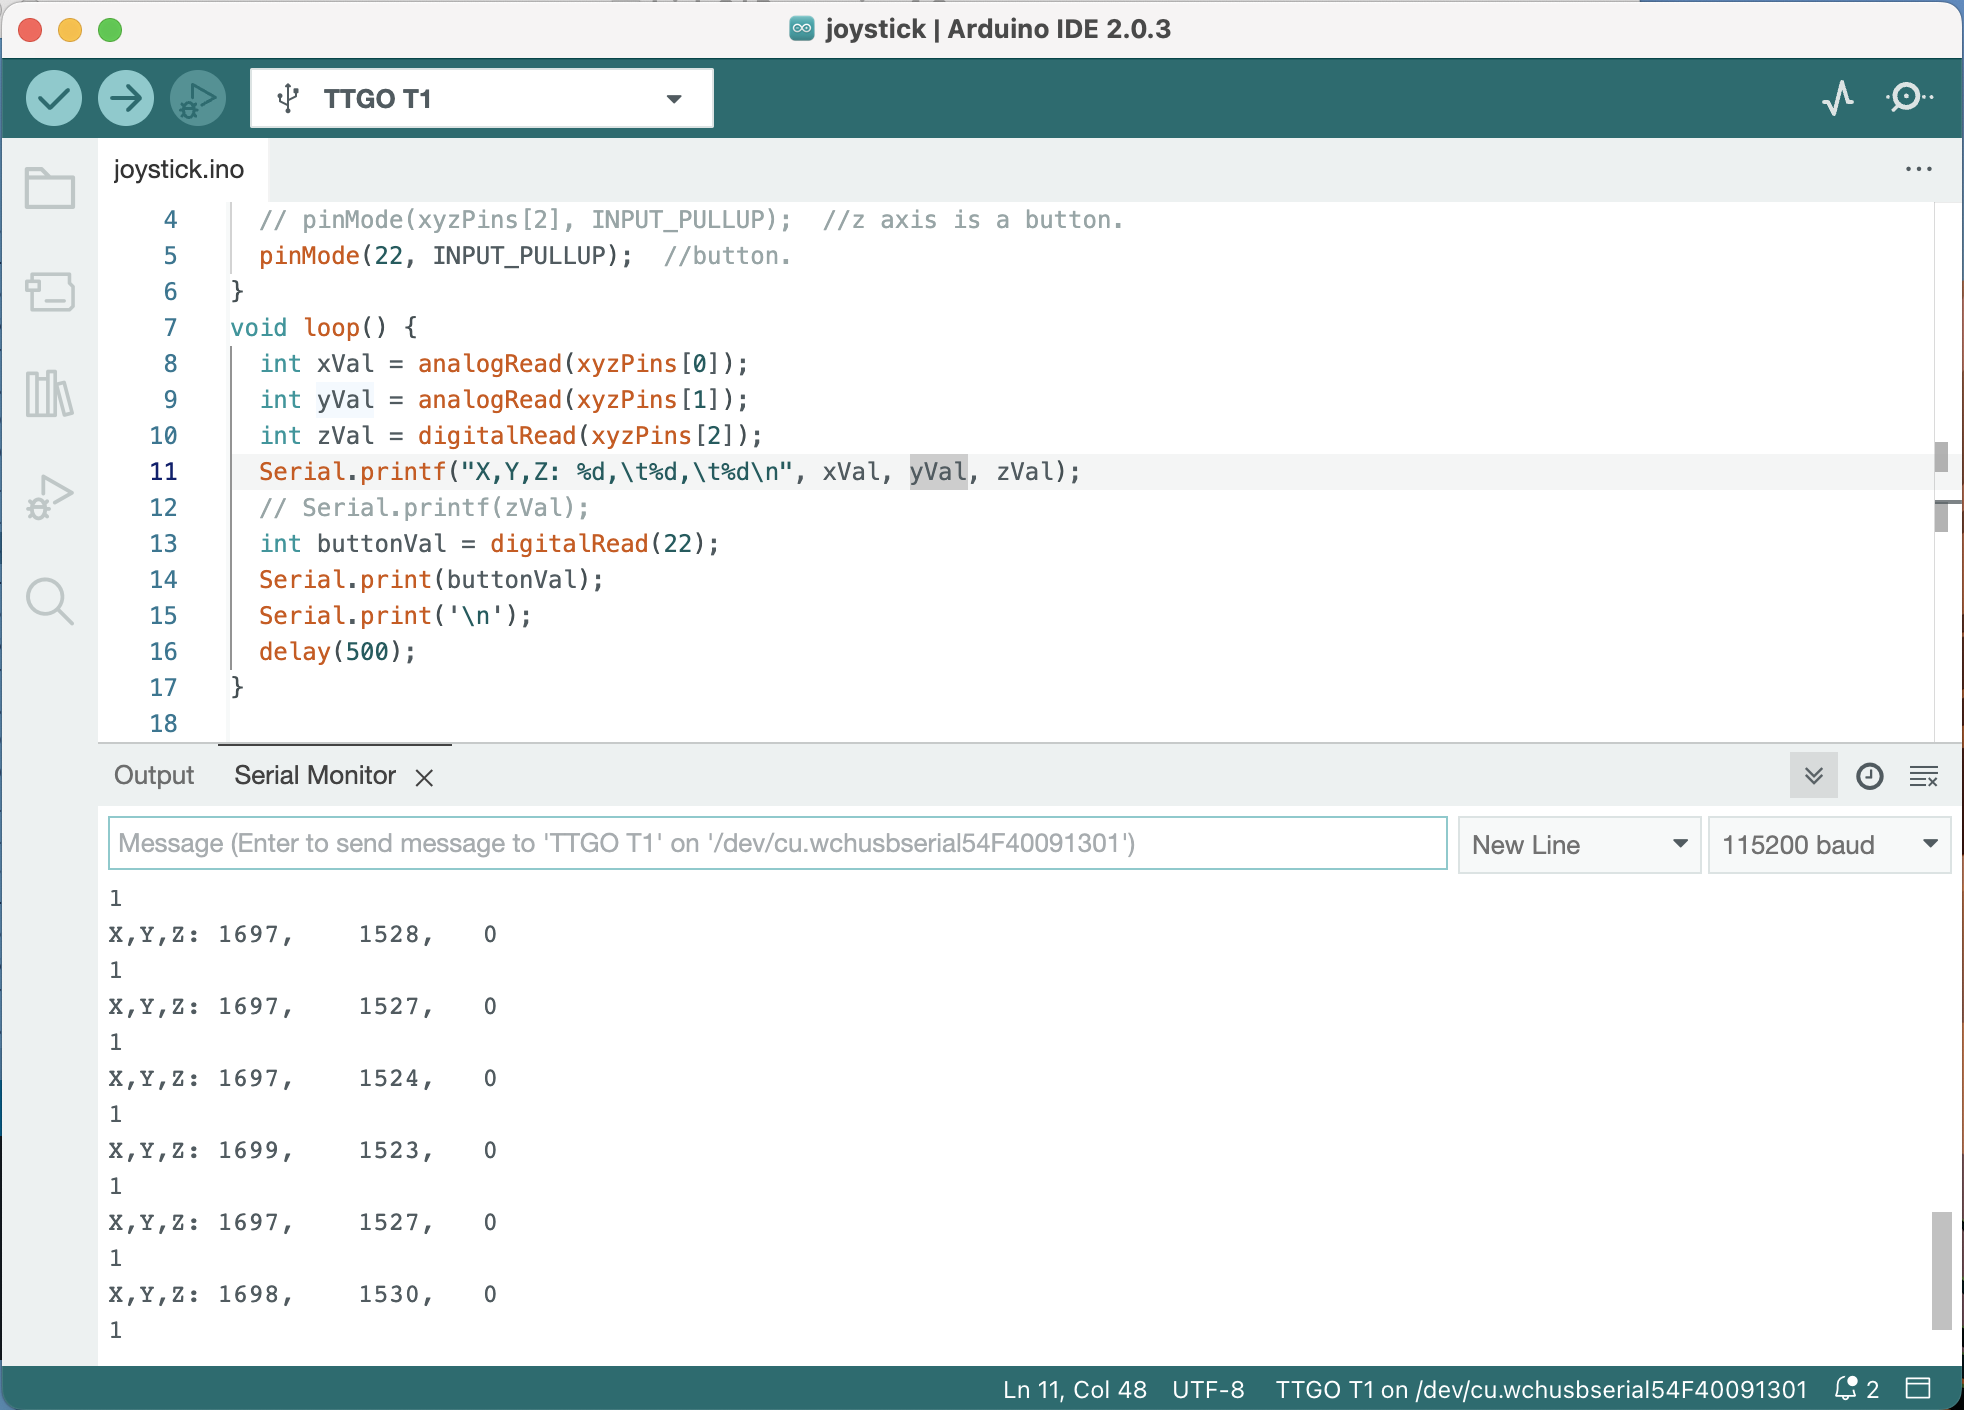 joystick | Arduino IDE 2.0.3
TTGO T1
joystick.ino
4 // pinMode(xyzPins[2], INPUT_PULLUP);  //z axis is a button.
5 pinMode(22, INPUT_PULLUP);  //button.
6 }
7 void loop() {
8 int xVal = analogRead(xyzPins[0]);
9 int yVal = analogRead(xyzPins[1]);
10 int zVal = digitalRead(xyzPins[2]);
11 Serial.printf("X,Y,Z: %d,\t%d,\t%d\n", xVal, yVal, zVal);
12 // Serial.printf(zVal);
13 int buttonVal = digitalRead(22);
14 Serial.print(buttonVal);
15 Serial.print('\n');
16 delay(500);
17 }
18
Output Serial Monitor
Message (Enter to send message to 'TTGO T1' on '/dev/cu.wchusbserial54F40091301') New Line 115200 baud
1
X,Y,Z: 1697, 1528, 0
1
X,Y,Z: 1697, 1527, 0
1
X,Y,Z: 1697, 1524, 0
1
X,Y,Z: 1699, 1523, 0
1
X,Y,Z: 1697, 1527, 0
1
X,Y,Z: 1698, 1530, 0
1
Ln 11, Col 48 UTF-8 TTGO T1 on /dev/cu.wchusbserial54F40091301 2